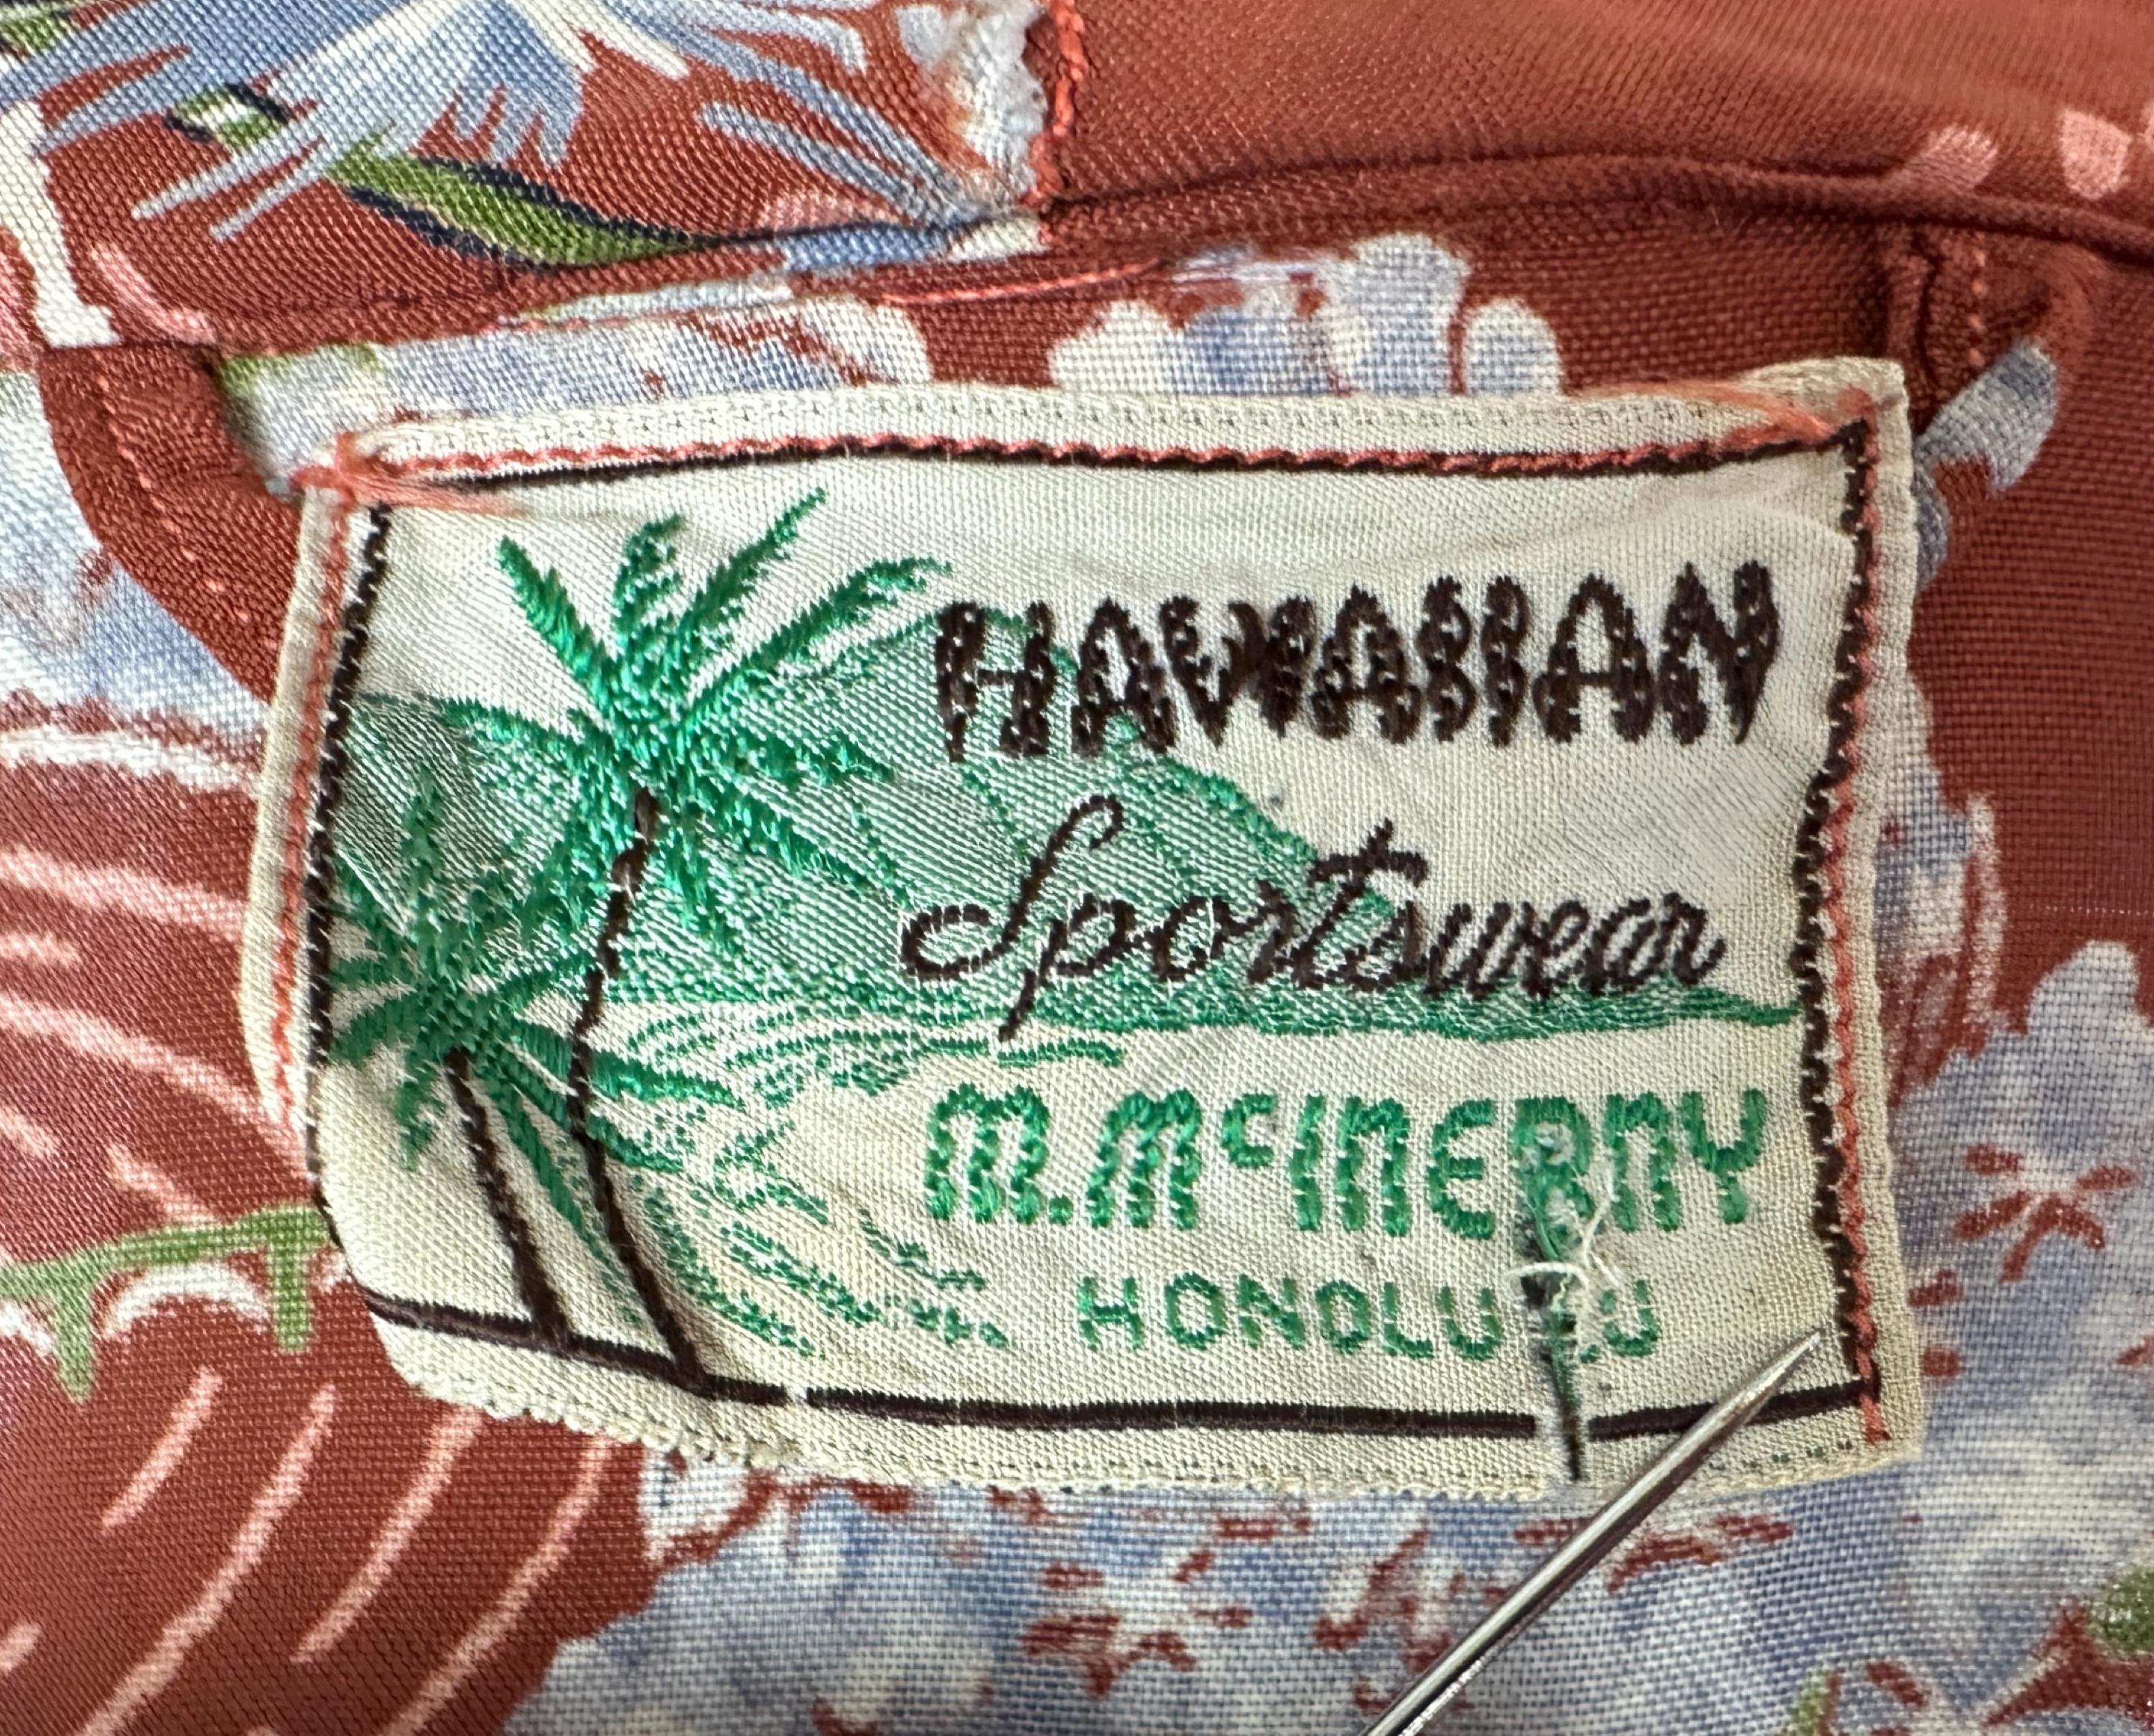 HAWAIIAN
Sportswear
M. McINERNY
HONOLULU